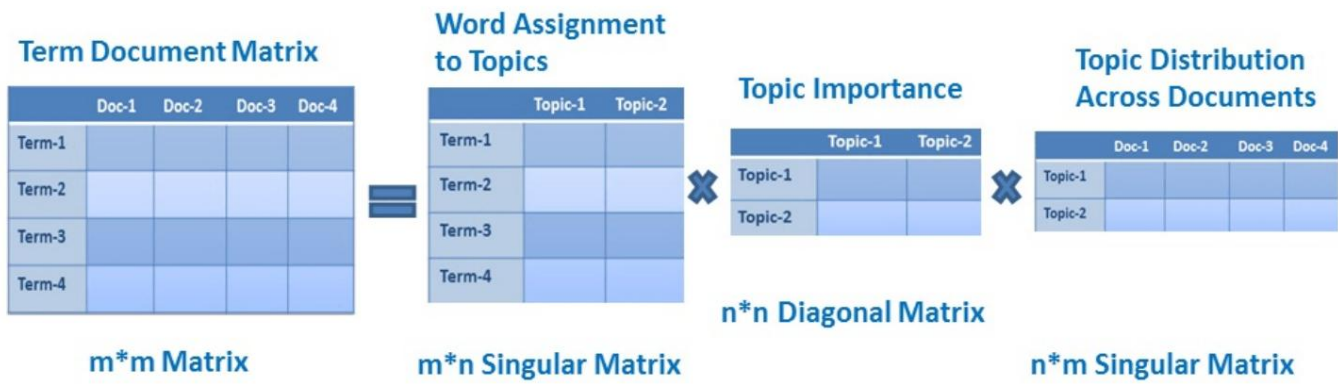 Term Document Matrix
Doc-1 Doc-2 Doc-3 Doc-4
Term-1
Term-2
Term-3
Term-4
m*m Matrix
Word Assignment
to Topics
Topic-1 Topic-2
Term-1
Term-2
Term-3
Term-4
m*n Singular Matrix
Topic Importance
Topic-1 Topic-2
Topic-1
Topic-2
n*n Diagonal Matrix
Topic Distribution
Across Documents
Doc-1 Doc-2 Doc-3 Doc-4
Topic-1
Topic-2
n*m Singular Matrix